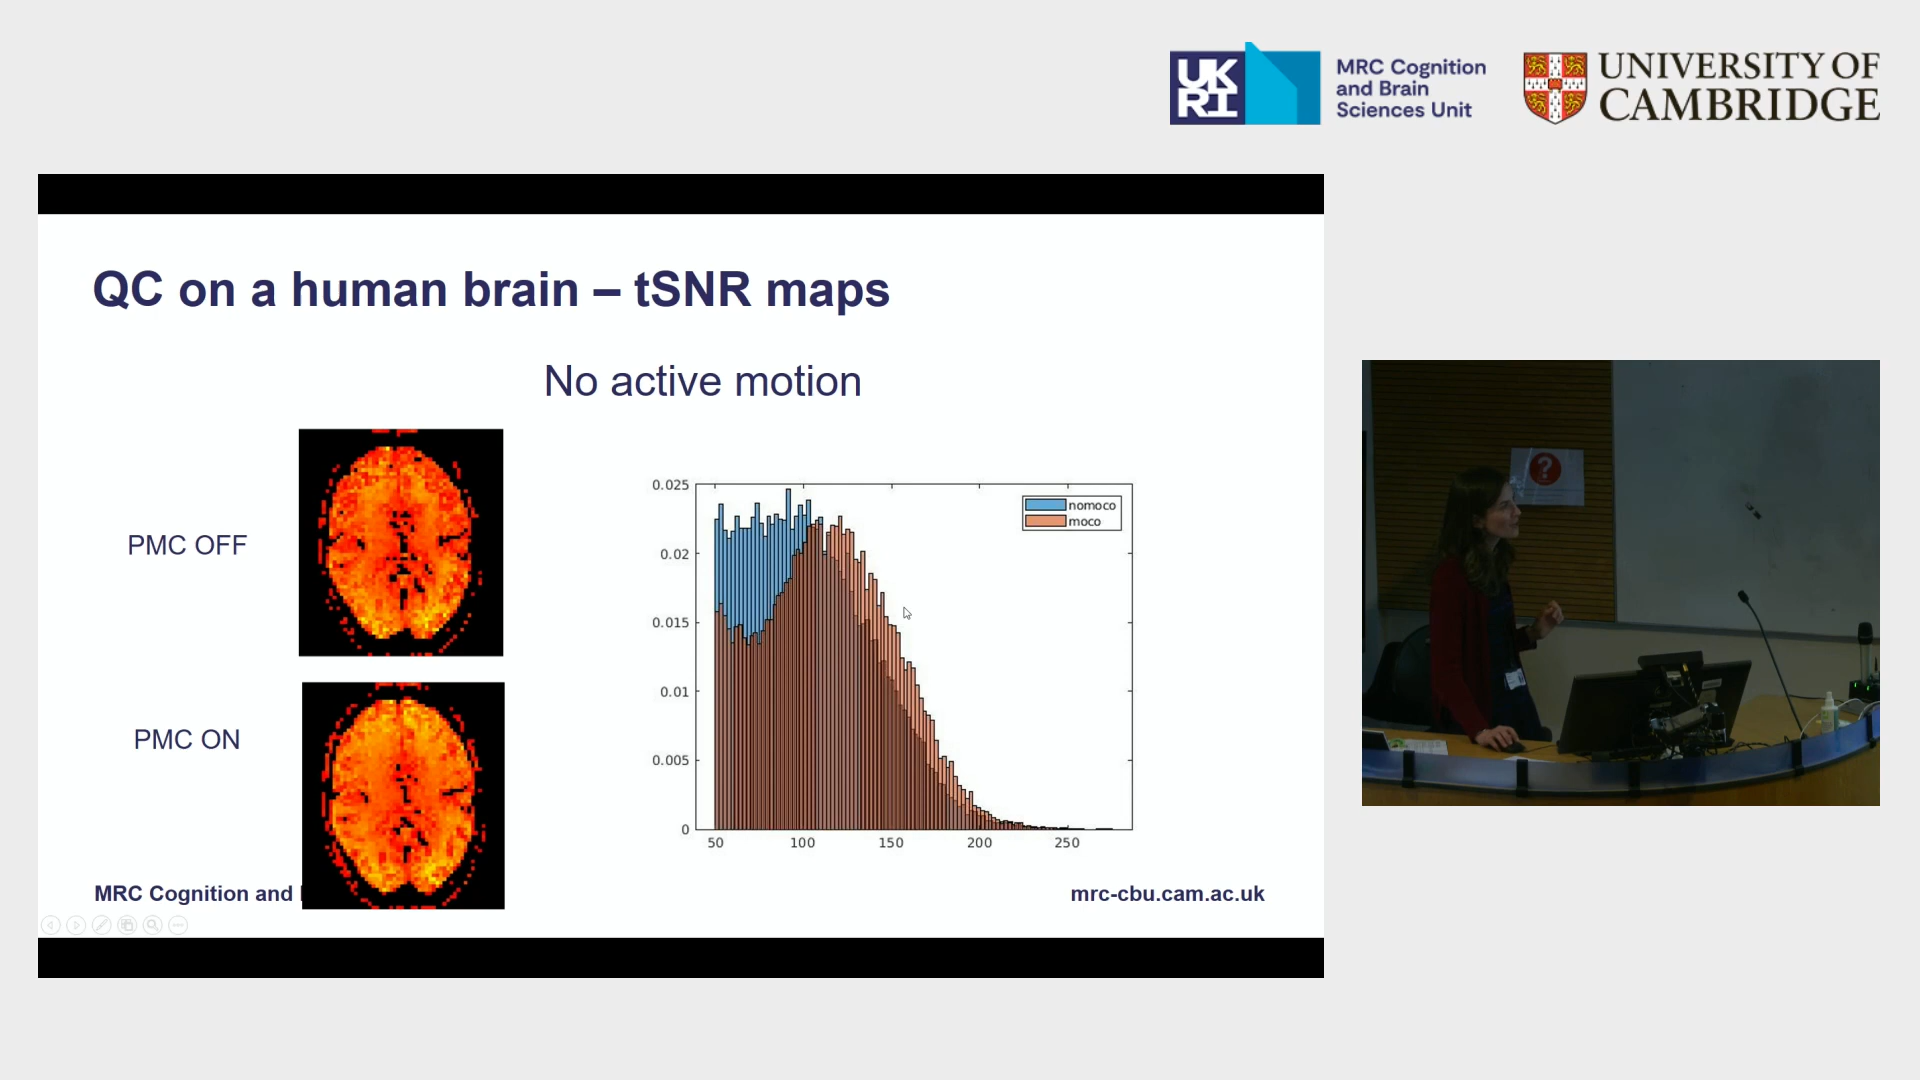 UK
RI
MRC Cognition
and Brain
Sciences Unit
UNIVERSITY OF
CAMBRIDGE
QC on a human brain – tSNR maps
No active motion
PMC OFF
PMC ON
0.025
0.02
0.015
0.01
0.005
0
50
100
150
200
250
nomoco
moco
MRC Cognition and
mrc-cbu.cam.ac.uk
?